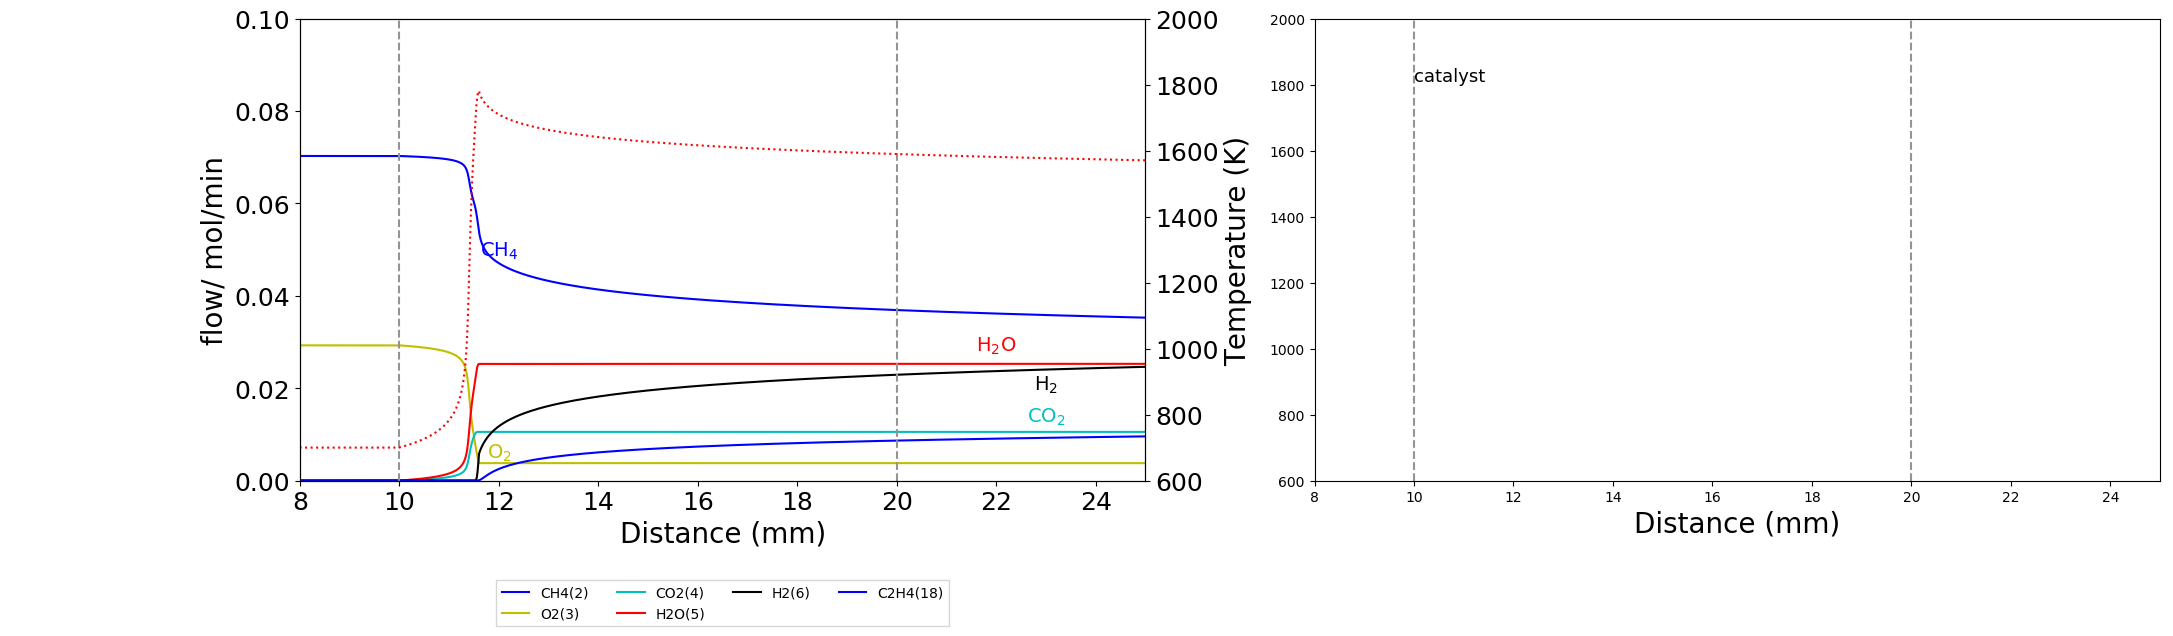 0.10
0.08
0.06
0.04
0.02
0.00
flow/ mol/min
8 10 12 14 16 18 20 22 24
Distance (mm)
2000
1800
1600
1400
1200
1000
800
600
Temperature (K)
CH₄
H₂O
H₂
CO₂
O₂
CH4(2) CO2(4) H2(6) C2H4(18)
O2(3) H2O(5)
2000
1800
1600
1400
1200
1000
800
600
catalyst
8 10 12 14 16 18 20 22 24
Distance (mm)